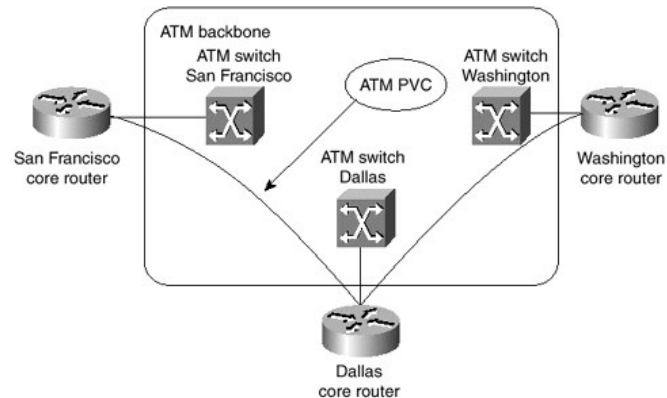 ATM backbone
ATM switch
San Francisco
ATM PVC
ATM switch
Washington
San Francisco
core router
ATM switch
Dallas
Washington
core router
Dallas
core router